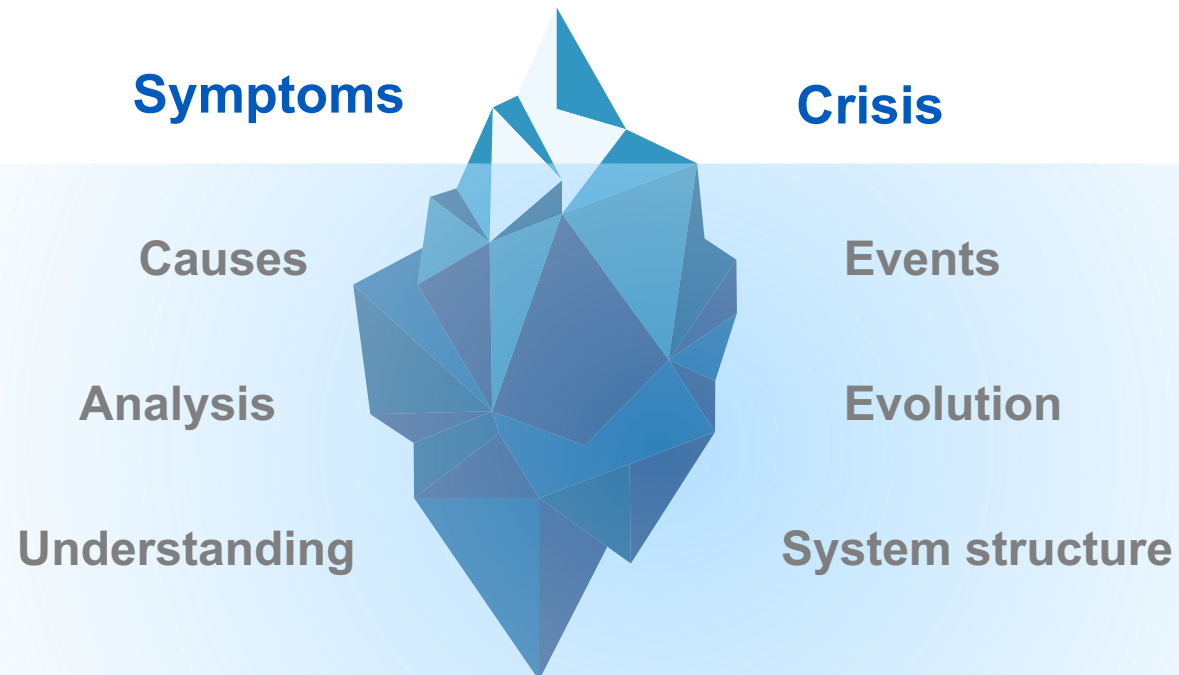 Symptoms
Crisis
Causes
Events
Analysis
Evolution
Understanding
System structure